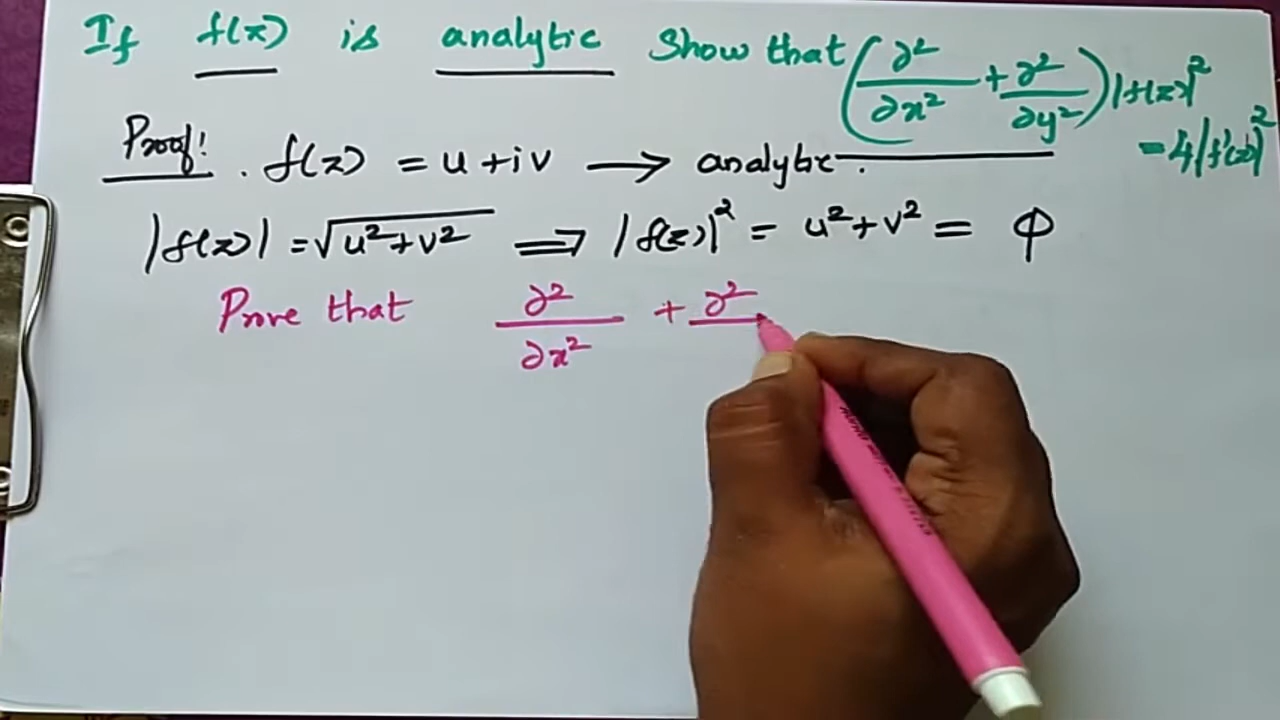 If f(z) is analytic Show that (∂²/∂x² + ∂²/∂y²) |f(z)|²
= 4|f'(z)|²
Proof! . f(z) = u + iv → analytic.
|f(z)| = √(u²+v²) ⟹ |f(z)|² = u² + v² = φ
Prove that ∂²/∂x² + ∂²